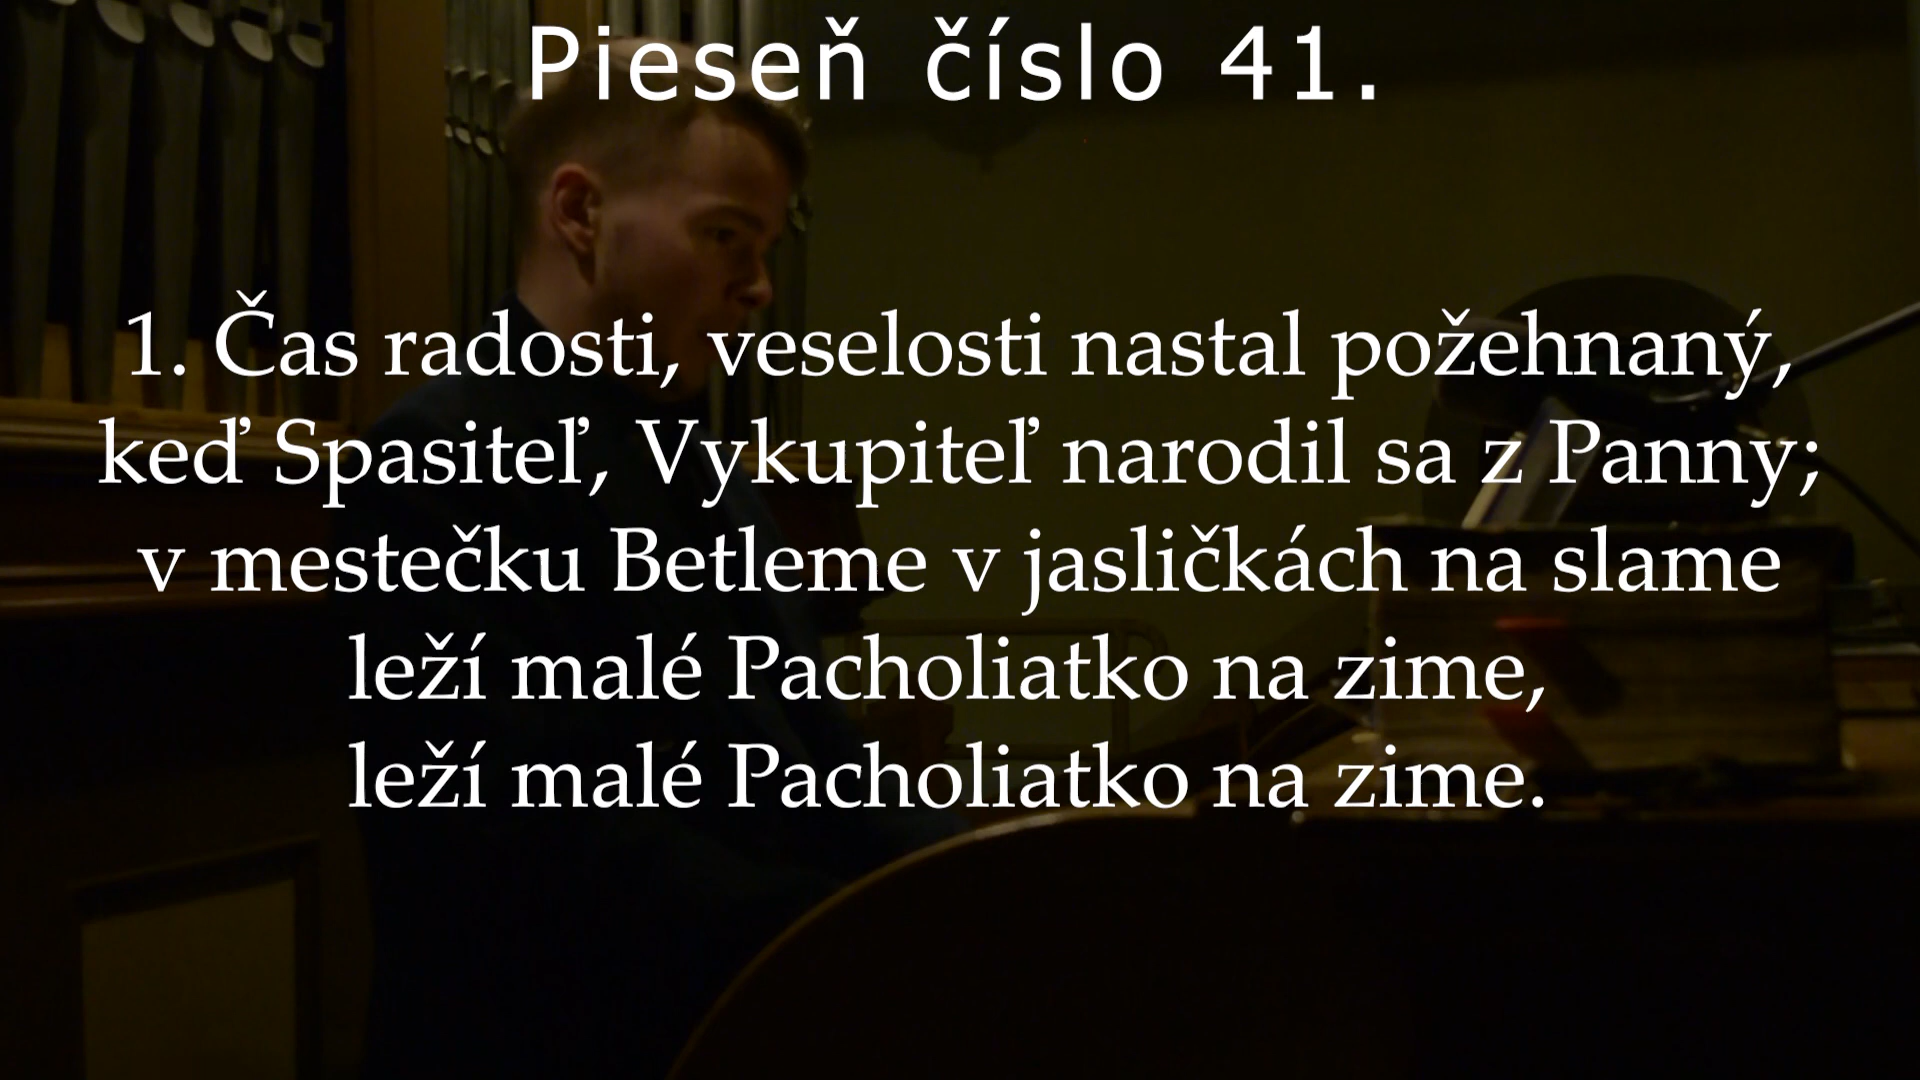 Pieseň číslo 41.
1. Čas radosti, veselosti nastal požehnaný,
keď Spasiteľ, Vykupiteľ narodil sa z Panny;
v mestečku Betleme v jasličkách na slame
leží malé Pacholiatko na zime,
leží malé Pacholiatko na zime.